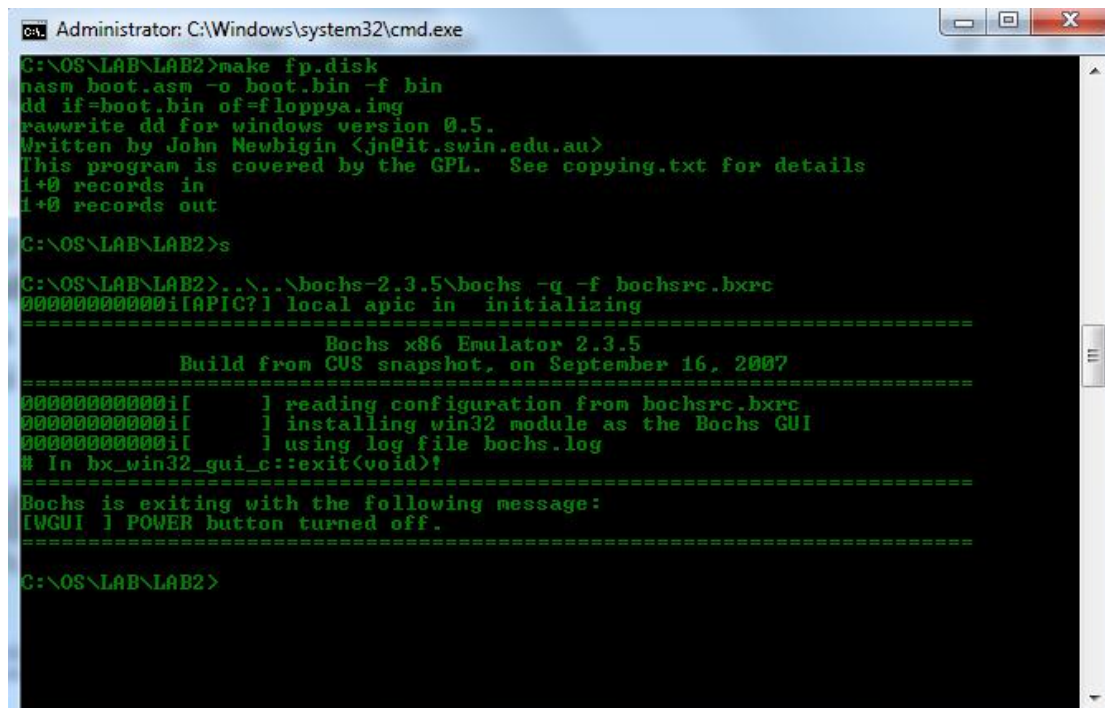 Administrator: C:\Windows\system32\cmd.exe
C:\OS\LAB\LAB2>make fp.disk
nasm boot.asm -o boot.bin -f bin
dd if=boot.bin of=floppya.img
rawwrite dd for windows version 0.5.
Written by John Newbigin <jn@it.swin.edu.au>
This program is covered by the GPL.  See copying.txt for details
1+0 records in
1+0 records out
C:\OS\LAB\LAB2>s
C:\OS\LAB\LAB2>..\..\bochs-2.3.5\bochs -q -f bochsrc.bxrc
00000000000i[APIC?] local apic in  initializing
========================================================================
Bochs x86 Emulator 2.3.5
Build from CVS snapshot, on September 16, 2007
========================================================================
00000000000i[      ] reading configuration from bochsrc.bxrc
00000000000i[      ] installing win32 module as the Bochs GUI
00000000000i[      ] using log file bochs.log
# In bx_win32_gui_c::exit(void)!
========================================================================
Bochs is exiting with the following message:
[WGUI ] POWER button turned off.
========================================================================
C:\OS\LAB\LAB2>